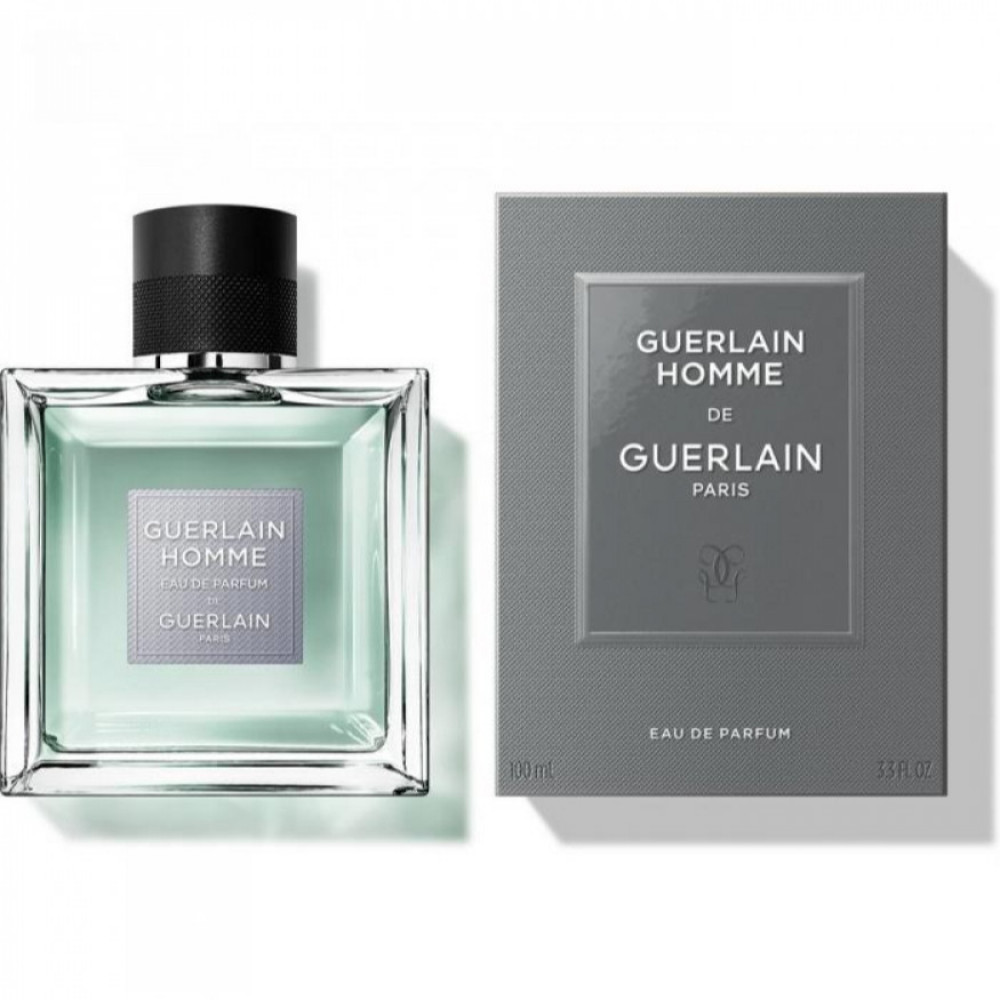 GUERLAIN
HOMME
EAU DE PARFUM
DE
GUERLAIN
PARIS
GUERLAIN
HOMME
DE
GUERLAIN
PARIS
EAU DE PARFUM
100 mL
3.3 FL.OZ